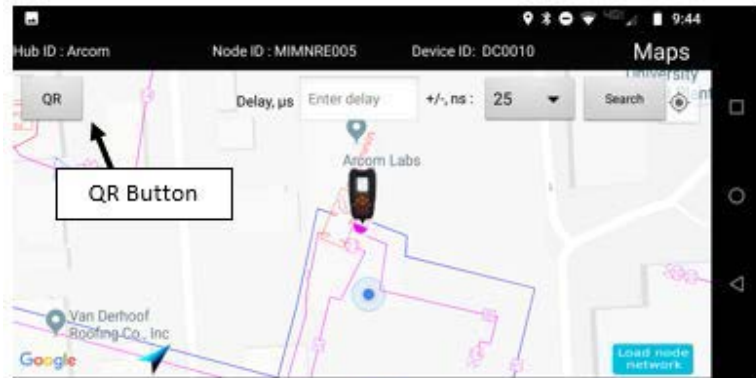 9:44
Hub ID : Arcom Node ID : MIMNRE005 Device ID: DC0010 Maps
University
QR Delay, µs Enter delay +/-, ns : 25 Search
Arcom Labs
QR Button
Van Derhoof
Roofing Co., Inc
Google
Load node
network